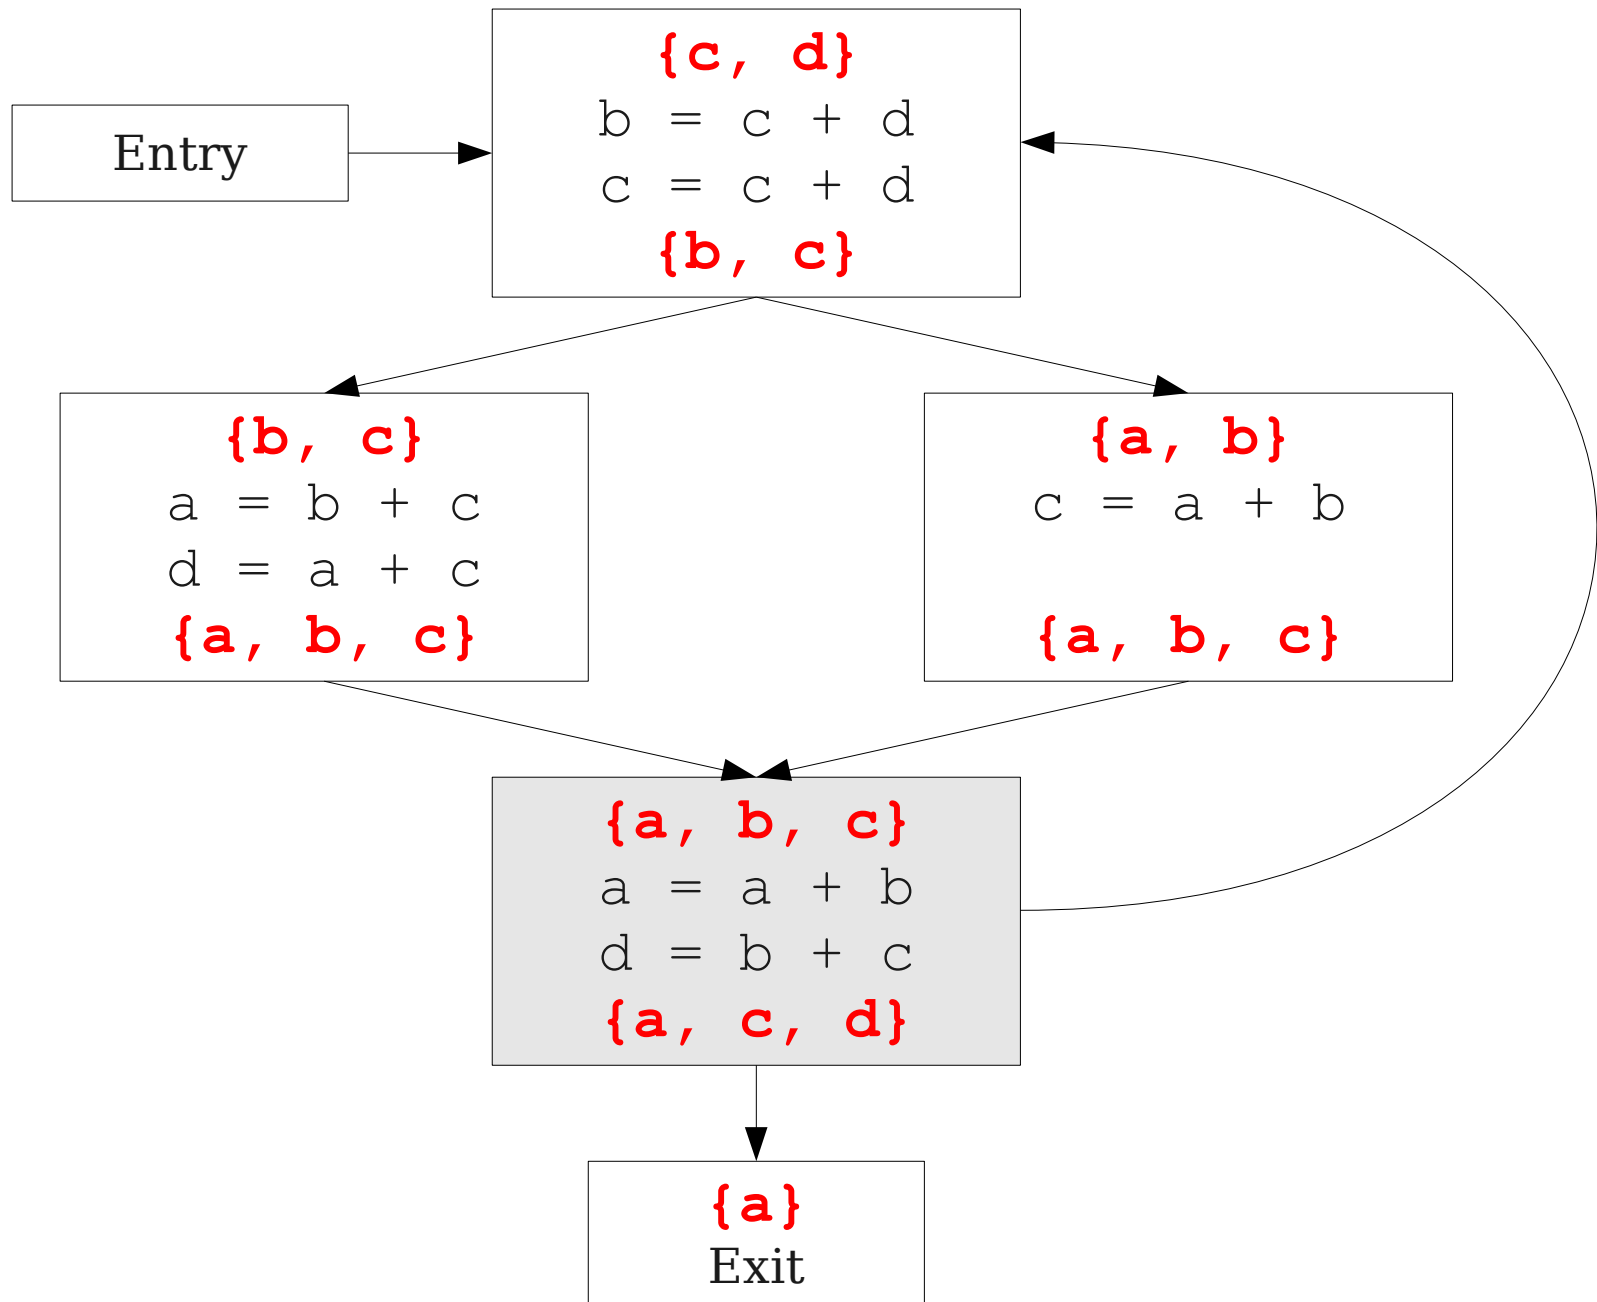 Entry
{c, d}
b = c + d
c = c + d
{b, c}
{b, c}
a = b + c
d = a + c
{a, b, c}
{a, b}
c = a + b
{a, b, c}
{a, b, c}
a = a + b
d = b + c
{a, c, d}
{a}
Exit